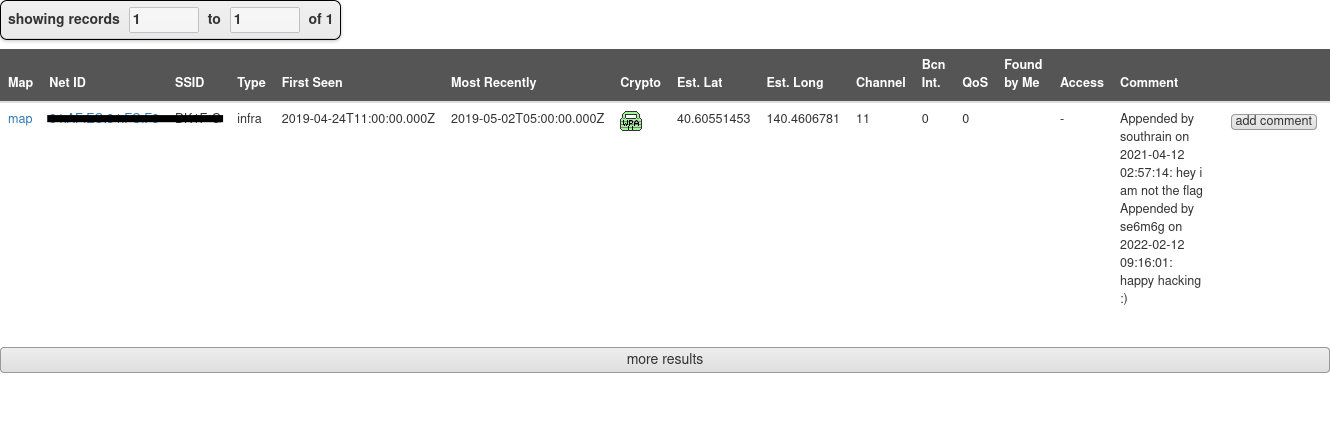 showing records 1 to 1 of 1
Map Net ID SSID Type First Seen Most Recently Crypto Est. Lat Est. Long Channel Bcn Int. QoS Found by Me Access Comment
map infra 2019-04-24T11:00:00.000Z 2019-05-02T05:00:00.000Z WPA 40.60551453 140.4606781 11 0 0 - Appended by add comment
southrain on
2021-04-12
02:57:14: hey i
am not the flag
Appended by
se6m6g on
2022-02-12
09:16:01:
happy hacking
:)
more results